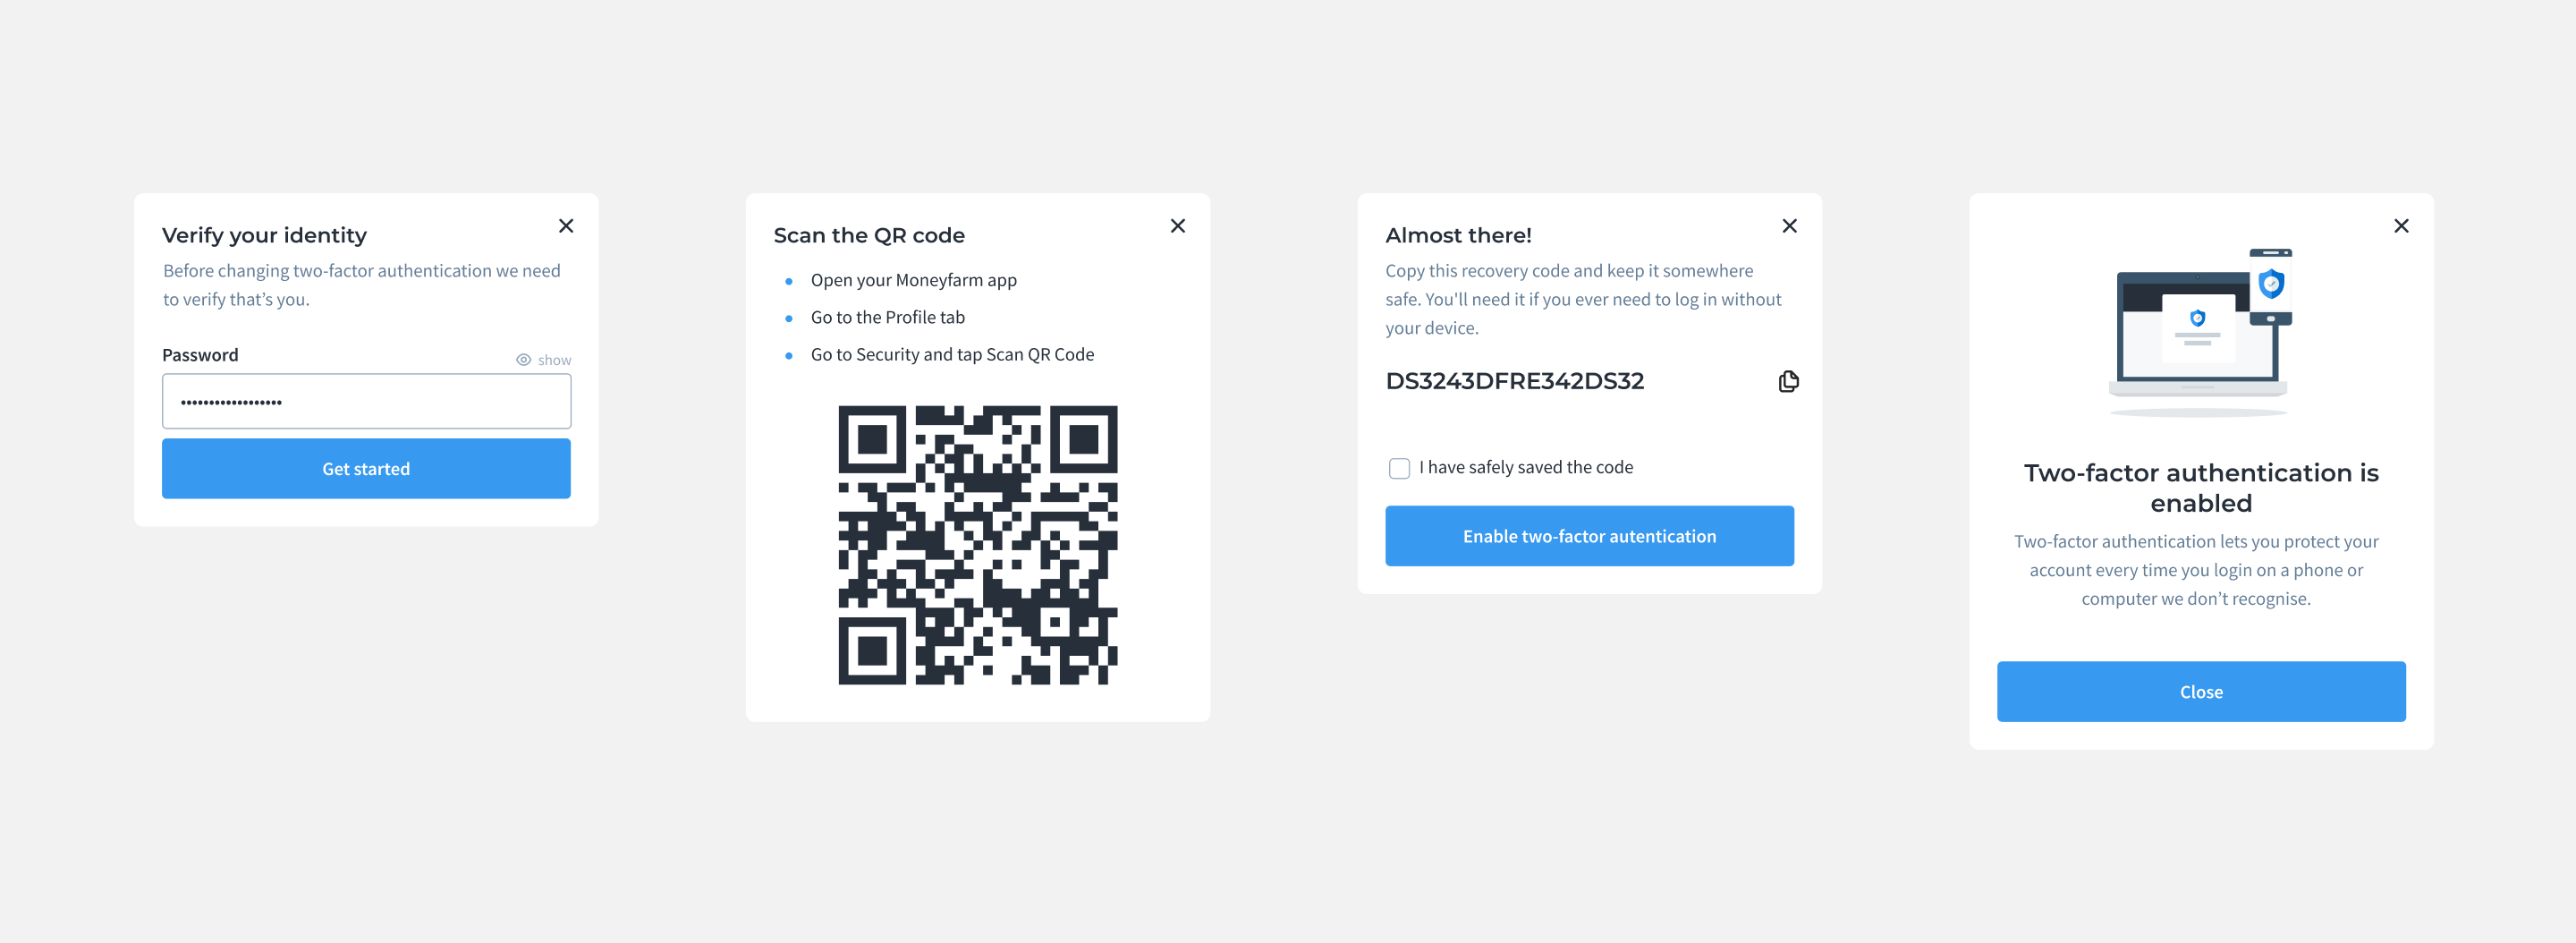 Verify your identity
Before changing two-factor authentication we need
to verify that’s you.
Password
show
••••••••••••••••••
Get started
Scan the QR code
Open your Moneyfarm app
Go to the Profile tab
Go to Security and tap Scan QR Code
Almost there!
Copy this recovery code and keep it somewhere
safe. You'll need it if you ever need to log in without
your device.
DS3243DFRE342DS32
I have safely saved the code
Enable two-factor autentication
Two-factor authentication is
enabled
Two-factor authentication lets you protect your
account every time you login on a phone or
computer we don’t recognise.
Close